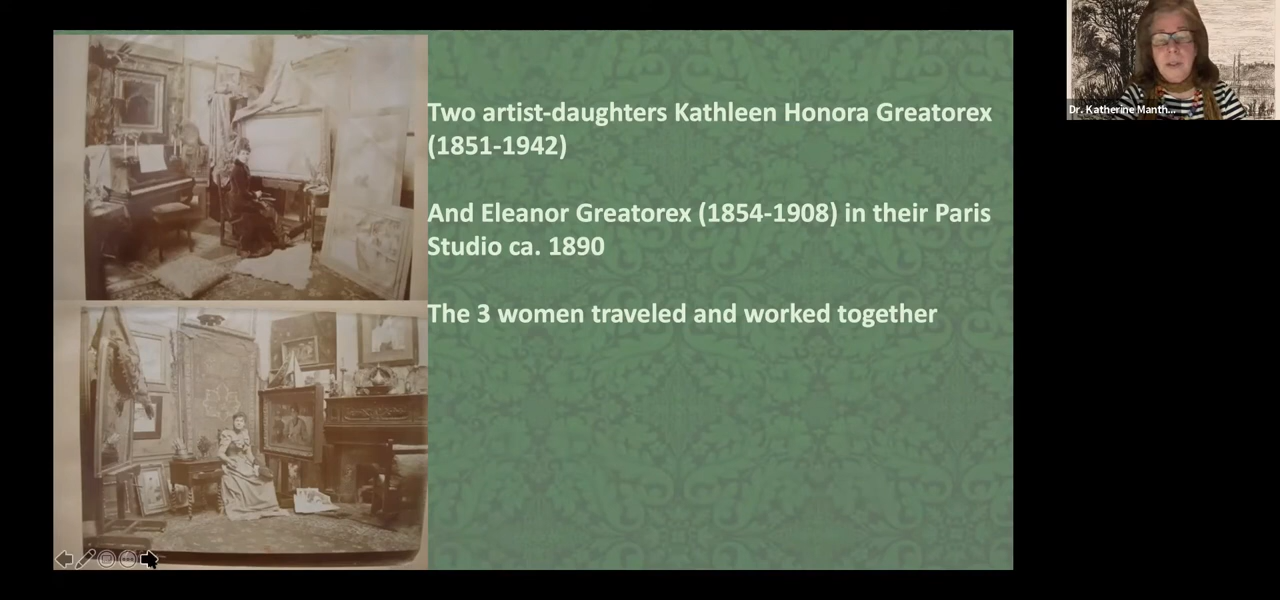 Two artist-daughters Kathleen Honora Greatorex
(1851-1942)
And Eleanor Greatorex (1854-1908) in their Paris
Studio ca. 1890
The 3 women traveled and worked together
Dr. Katherine Manth...